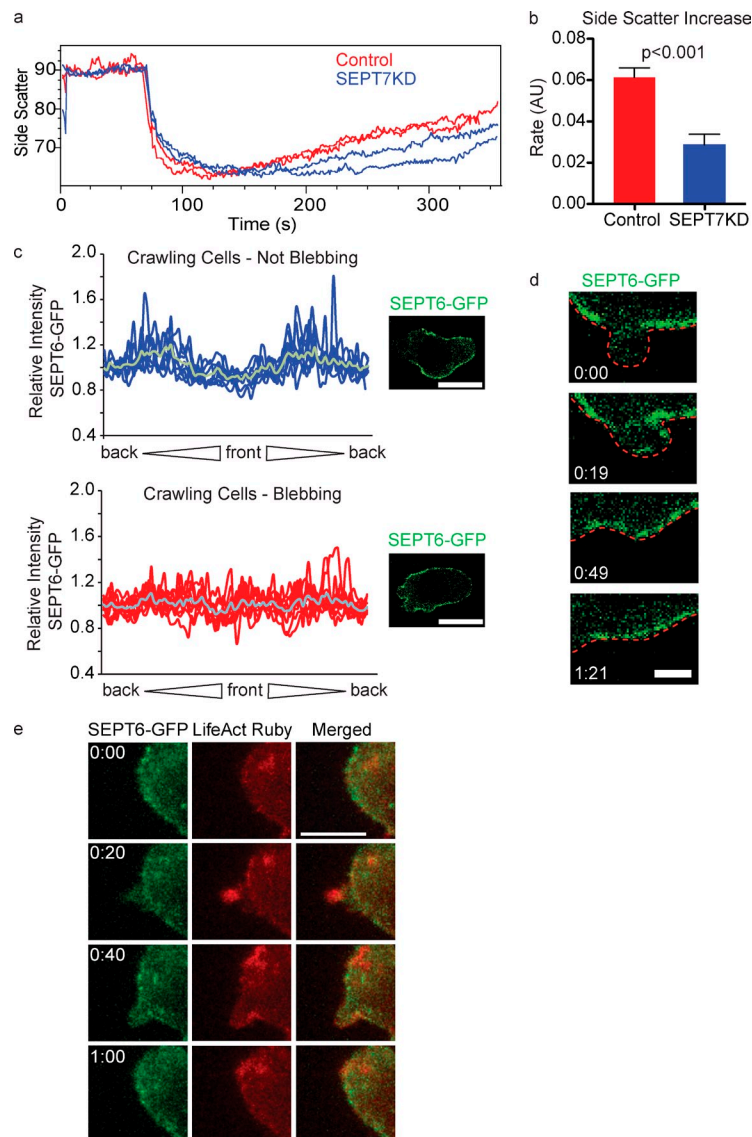 a
Side Scatter
90
80
70
Control
SEPT7KD
0
100
200
300
Time (s)
b
Side Scatter Increase
p<0.001
Rate (AU)
0.08
0.06
0.04
0.02
0.00
Control SEPT7KD
c
Crawling Cells - Not Blebbing
Relative Intensity
SEPT6-GFP
2.0
1.6
1.2
0.8
0.4
back front back
SEPT6-GFP
Crawling Cells - Blebbing
Relative Intensity
SEPT6-GFP
2.0
1.6
1.2
0.8
0.4
back front back
SEPT6-GFP
d
SEPT6-GFP
0:00
0:19
0:49
1:21
e
SEPT6-GFP LifeAct Ruby Merged
0:00
0:20
0:40
1:00